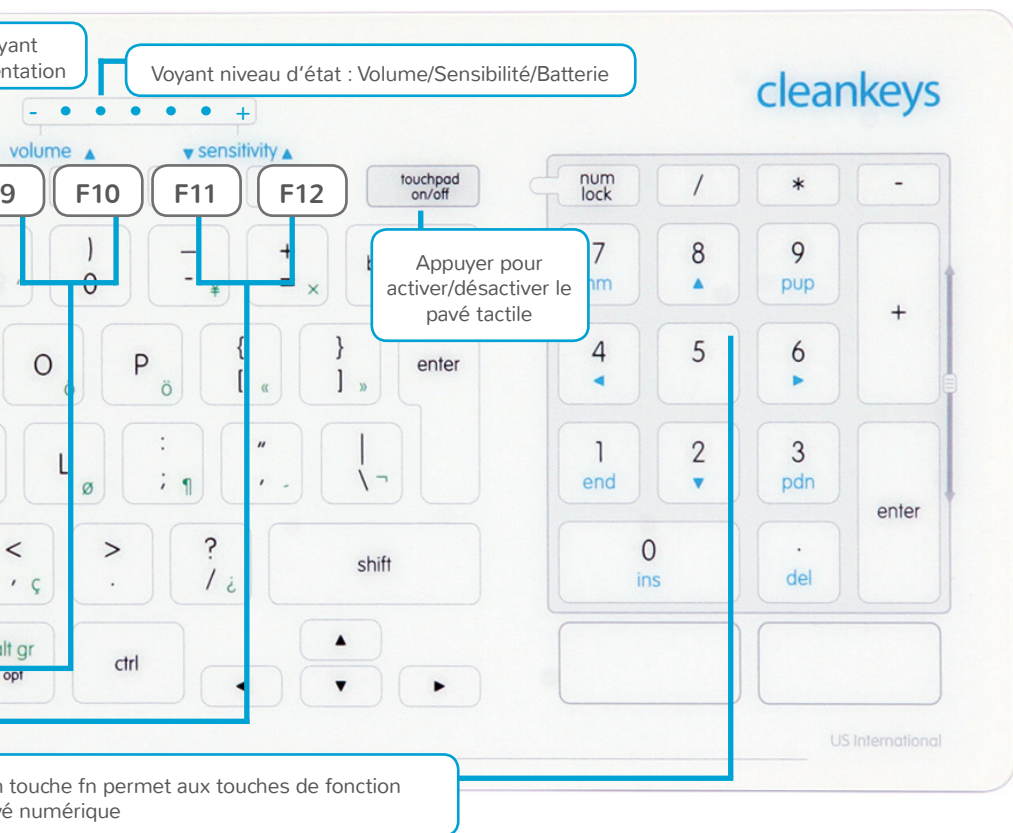 yant
entation
Voyant niveau d'état : Volume/Sensibilité/Batterie
cleankeys
- • • • • • +
volume ▲ ▼ sensitivity ▲
9 F10 F11 F12
touchpad
on/off
num
lock
/ * -
) — +
0 - ¥ = ×
Appuyer pour
activer/désactiver le
pavé tactile
7 8 9
▲ pup
+
O P ö { }
[ « ] »
enter
4 5 6
◄ ►
L ø : " |
; ¶ ' \ ¬
1 2 3
end ▼ pdn
enter
< > ?
, ç . / ¿
shift
0 .
ins del
alt gr
opt
ctrl
▲
◄ ▼ ►
US International
n touche fn permet aux touches de fonction
vé numérique